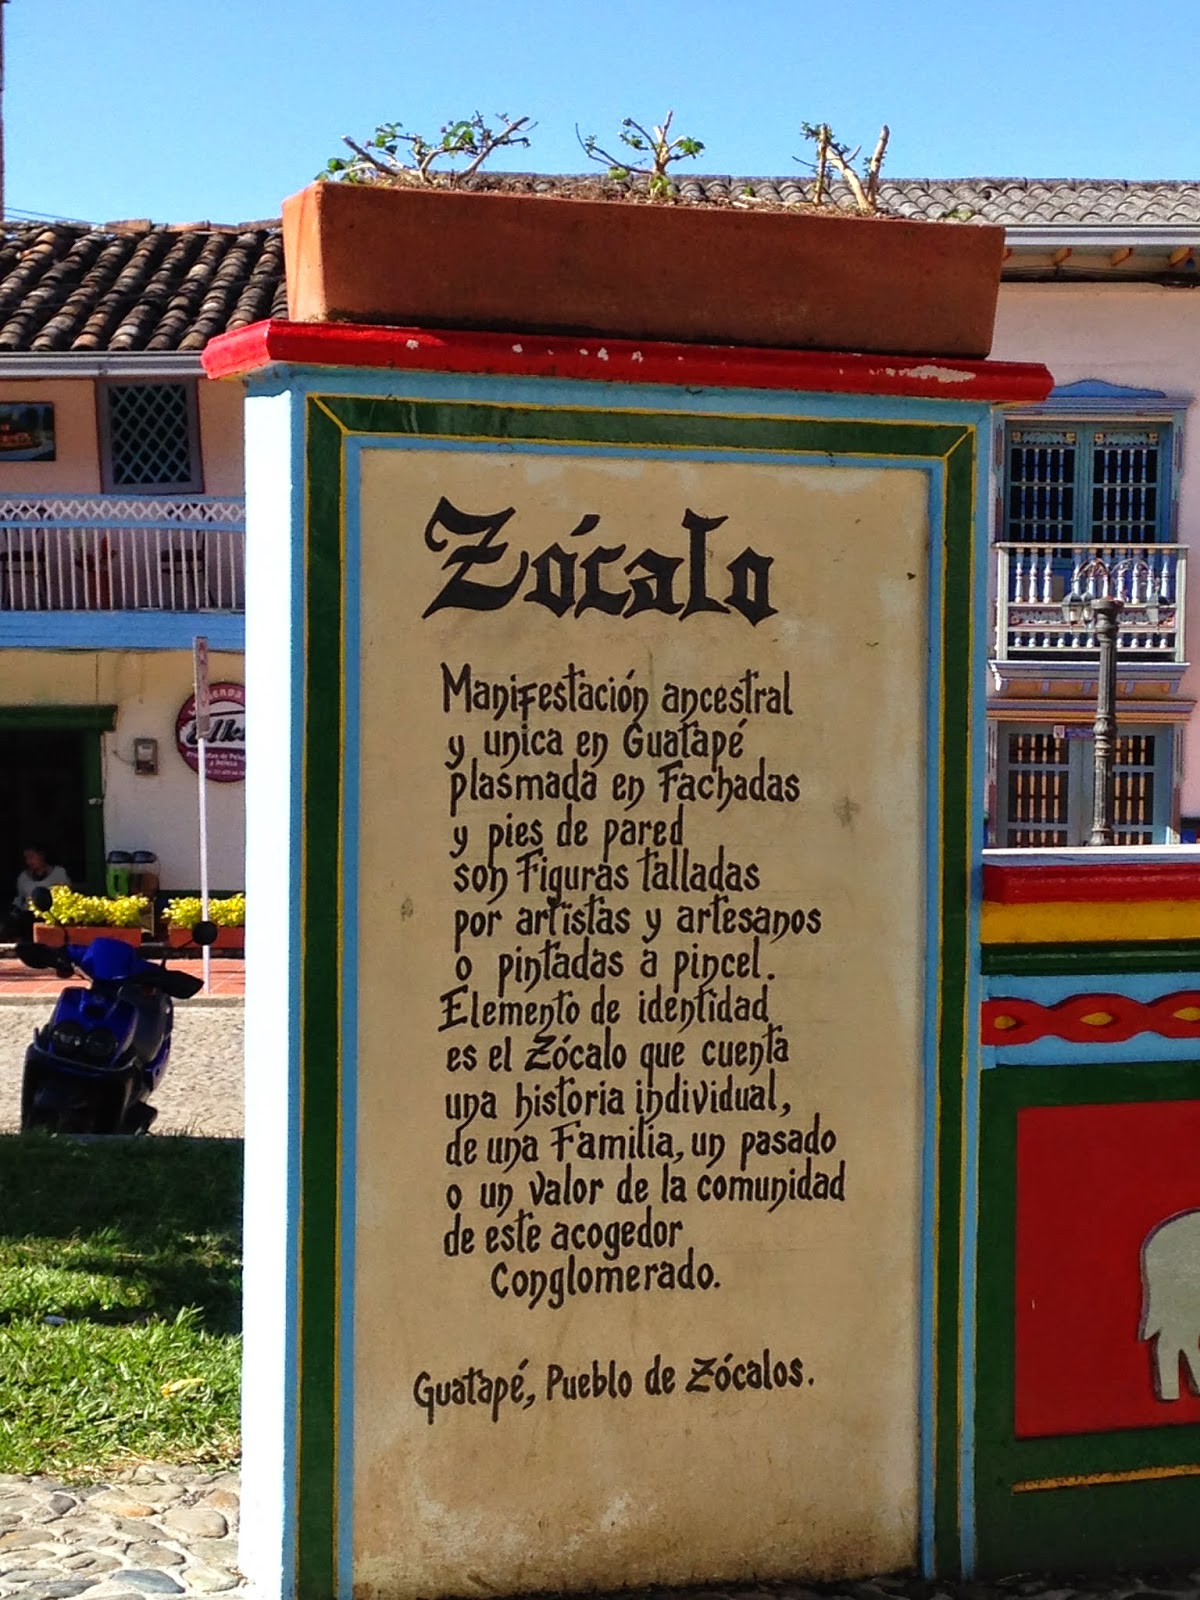 Zócalo
Manifestación ancestral
y unica en Guatapé
plasmada en Fachadas
y pies de pared
son Figuras talladas
por artistas y artesanos
o pintadas a pincel.
Elemento de identidad
es el Zócalo que cuenta
una historia individual,
de una Familia, un pasado
o un valor de la comunidad
de este acogedor
Conglomerado.
Guatapé, Pueblo de Zócalos.